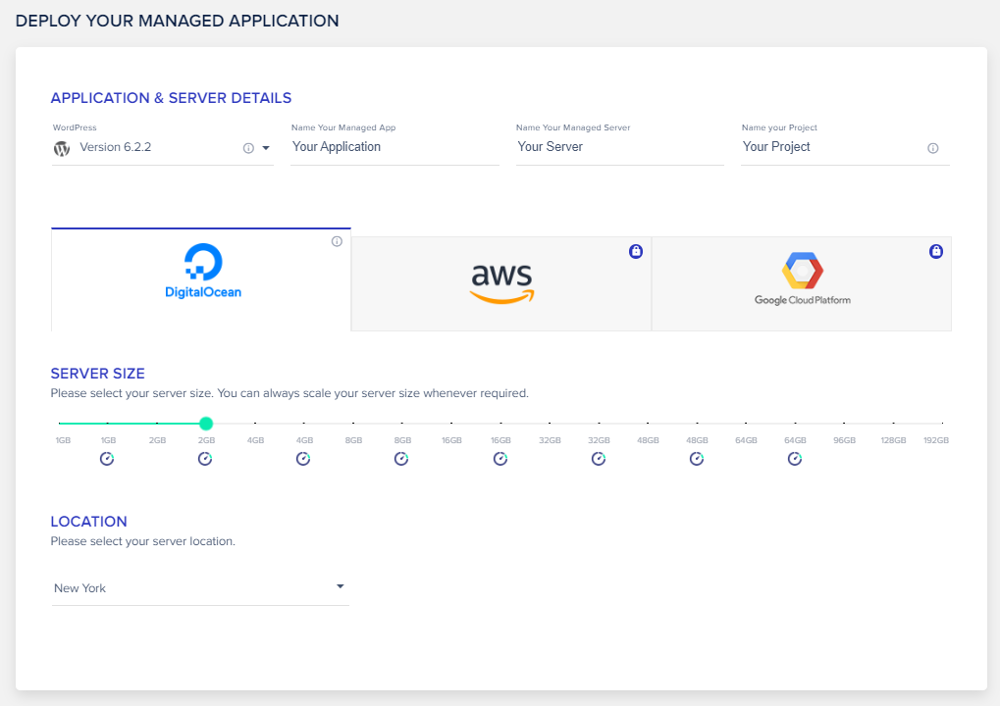 DEPLOY YOUR MANAGED APPLICATION
APPLICATION & SERVER DETAILS
WordPress Name Your Managed App Name Your Managed Server Name your Project
Version 6.2.2 Your Application Your Server Your Project
DigitalOcean
aws
Google Cloud Platform
SERVER SIZE
Please select your server size. You can always scale your server size whenever required.
1GB 1GB 2GB 2GB 4GB 4GB 8GB 8GB 16GB 16GB 32GB 32GB 48GB 48GB 64GB 64GB 96GB 128GB 192GB
LOCATION
Please select your server location.
New York